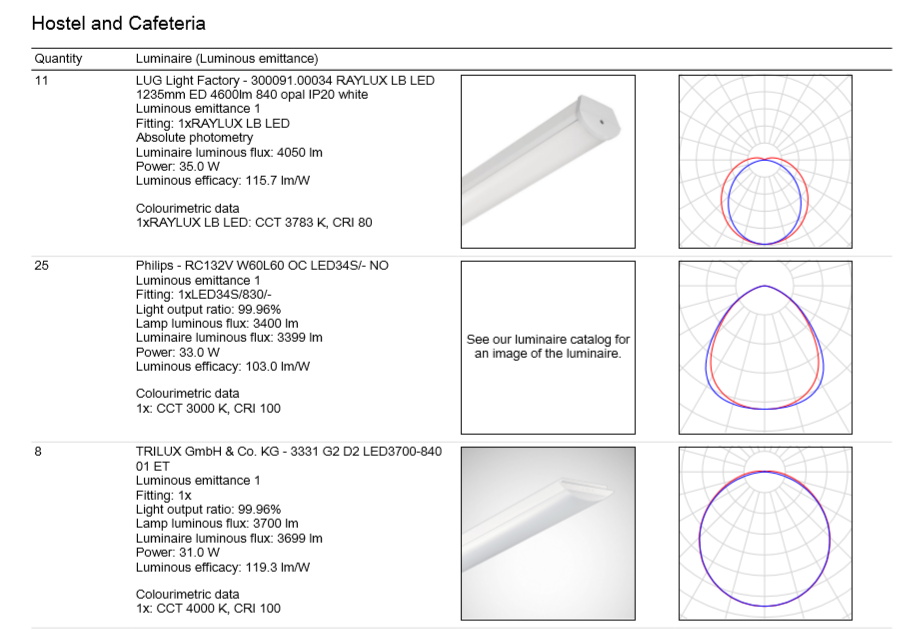 Hostel and Cafeteria
Quantity Luminaire (Luminous emittance)
11 LUG Light Factory - 300091.00034 RAYLUX LB LED
1235mm ED 4600lm 840 opal IP20 white
Luminous emittance 1
Fitting: 1xRAYLUX LB LED
Absolute photometry
Luminaire luminous flux: 4050 lm
Power: 35.0 W
Luminous efficacy: 115.7 lm/W
Colourimetric data
1xRAYLUX LB LED: CCT 3783 K, CRI 80
25 Philips - RC132V W60L60 OC LED34S/- NO
Luminous emittance 1
Fitting: 1xLED34S/830/-
Light output ratio: 99.96%
Lamp luminous flux: 3400 lm
Luminaire luminous flux: 3399 lm
Power: 33.0 W
Luminous efficacy: 103.0 lm/W
Colourimetric data
1x: CCT 3000 K, CRI 100
See our luminaire catalog for
an image of the luminaire.
8 TRILUX GmbH & Co. KG - 3331 G2 D2 LED3700-840
01 ET
Luminous emittance 1
Fitting: 1x
Light output ratio: 99.96%
Lamp luminous flux: 3700 lm
Luminaire luminous flux: 3699 lm
Power: 31.0 W
Luminous efficacy: 119.3 lm/W
Colourimetric data
1x: CCT 4000 K, CRI 100